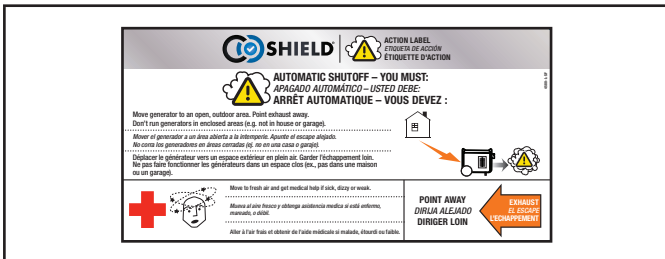 CO SHIELD®
ACTION LABEL
ETIQUETA DE ACCIÓN
ÉTIQUETTE D'ACTION
AUTOMATIC SHUTOFF – YOU MUST:
APAGADO AUTOMÁTICO – USTED DEBE:
ARRÊT AUTOMATIQUE – VOUS DEVEZ :
Move generator to an open, outdoor area. Point exhaust away.
Don't run generators in enclosed areas (e.g. not in house or garage).
Mover el generador a un área abierta a la intemperie. Apunte el escape alejado.
No corra los generadores en áreas cerradas (ej. no en una casa o garaje).
Déplacer le générateur vers un espace extérieur en plein air. Garder l'échappement loin.
Ne pas faire fonctionner les générateurs dans un espace clos (ex., pas dans une maison
ou un garage).
Move to fresh air and get medical help if sick, dizzy or weak.
Mueva al aire fresco y obtenga asistencia medica si está enfermo,
mareado, o débil.
Aller à l'air frais et obtenir de l'aide médicale si malade, étourdi ou faible.
POINT AWAY
DIRIJA ALEJADO
DIRIGER LOIN
EXHAUST
EL ESCAPE
L'ECHAPPEMENT